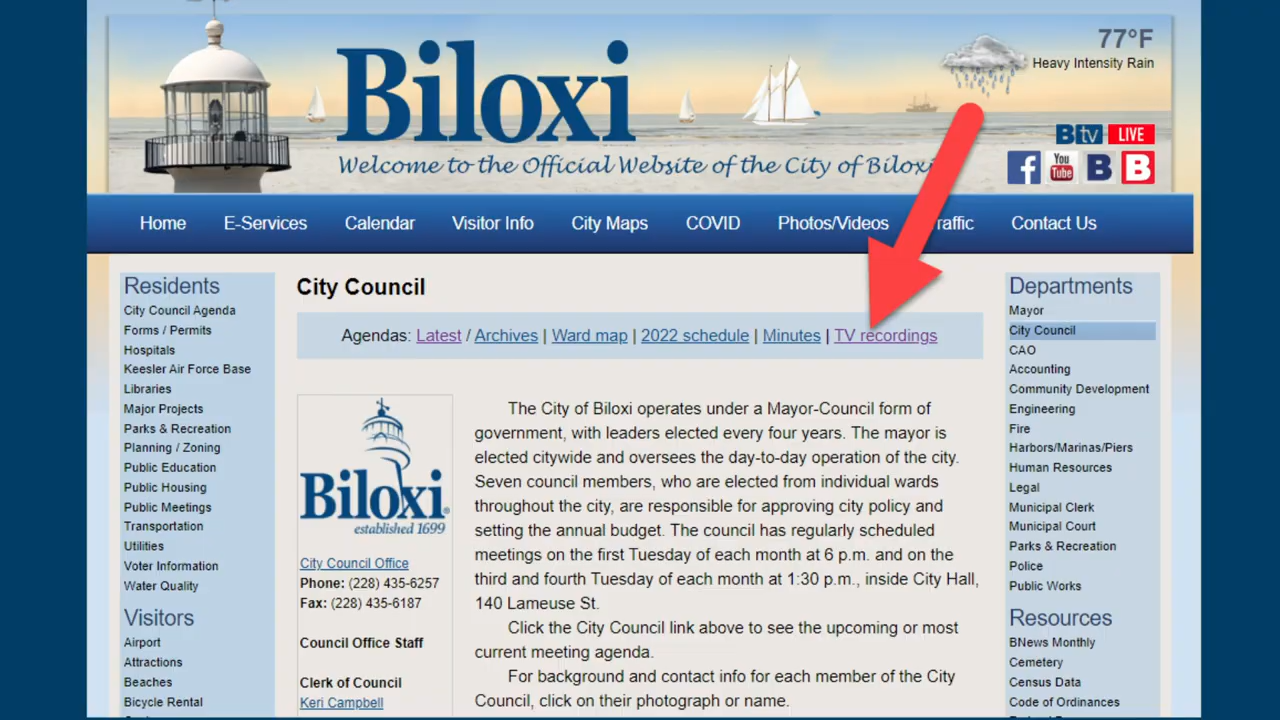 Biloxi
Welcome to the Official Website of the City of Biloxi
77°F
Heavy Intensity Rain
Btv LIVE
You
Tube
B
B
Home E-Services Calendar Visitor Info City Maps COVID Photos/Videos Traffic Contact Us
Residents
City Council Agenda
Forms / Permits
Hospitals
Keesler Air Force Base
Libraries
Major Projects
Parks & Recreation
Planning / Zoning
Public Education
Public Housing
Public Meetings
Transportation
Utilities
Voter Information
Water Quality
Visitors
Airport
Attractions
Beaches
Bicycle Rental
City Council
Agendas: Latest / Archives | Ward map | 2022 schedule | Minutes | TV recordings
Biloxi
established 1699
City Council Office
Phone: (228) 435-6257
Fax: (228) 435-6187
Council Office Staff
Clerk of Council
Keri Campbell
The City of Biloxi operates under a Mayor-Council form of
government, with leaders elected every four years. The mayor is
elected citywide and oversees the day-to-day operation of the city.
Seven council members, who are elected from individual wards
throughout the city, are responsible for approving city policy and
setting the annual budget. The council has regularly scheduled
meetings on the first Tuesday of each month at 6 p.m. and on the
third and fourth Tuesday of each month at 1:30 p.m., inside City Hall,
140 Lameuse St.
Click the City Council link above to see the upcoming or most
current meeting agenda.
For background and contact info for each member of the City
Council, click on their photograph or name.
Departments
Mayor
City Council
CAO
Accounting
Community Development
Engineering
Fire
Harbors/Marinas/Piers
Human Resources
Legal
Municipal Clerk
Municipal Court
Parks & Recreation
Police
Public Works
Resources
BNews Monthly
Cemetery
Census Data
Code of Ordinances